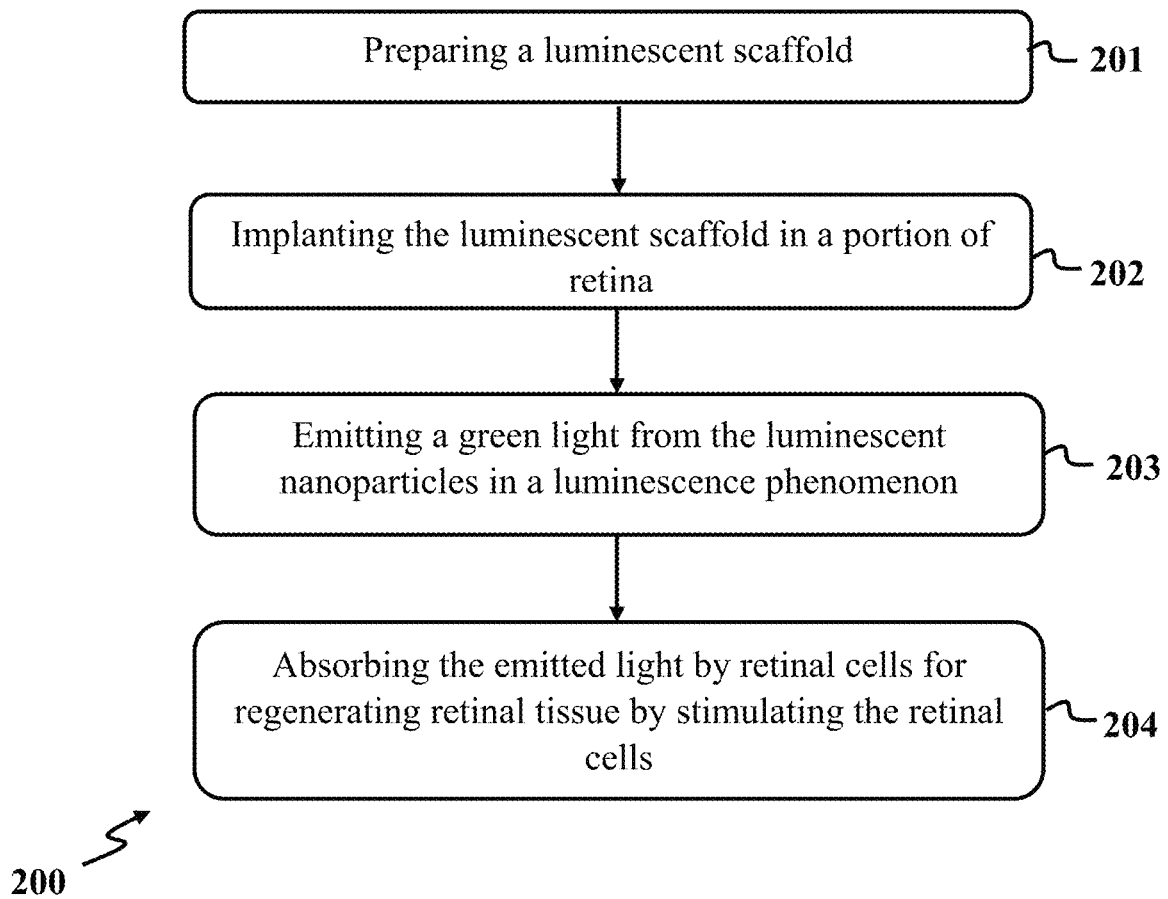 Preparing a luminescent scaffold
201
Implanting the luminescent scaffold in a portion of
retina
202
Emitting a green light from the luminescent
nanoparticles in a luminescence phenomenon
203
Absorbing the emitted light by retinal cells for
regenerating retinal tissue by stimulating the retinal
cells
204
200